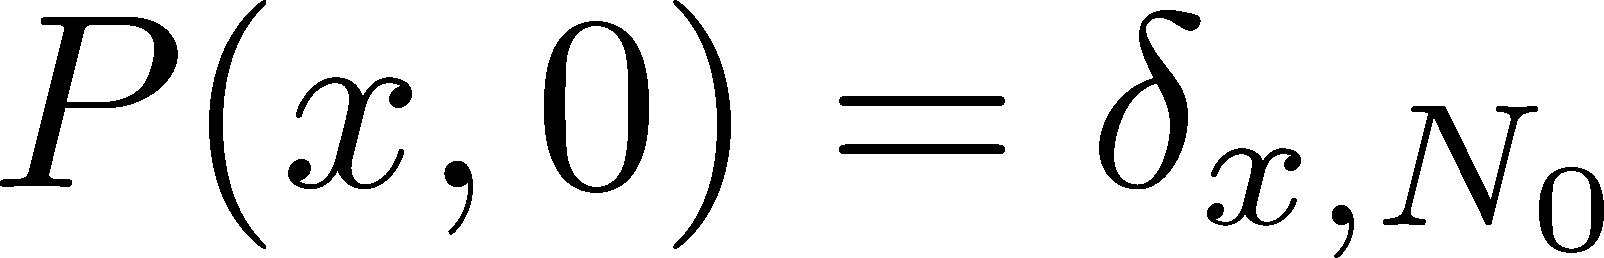 P(x, 0) = δ_{x,N_0}